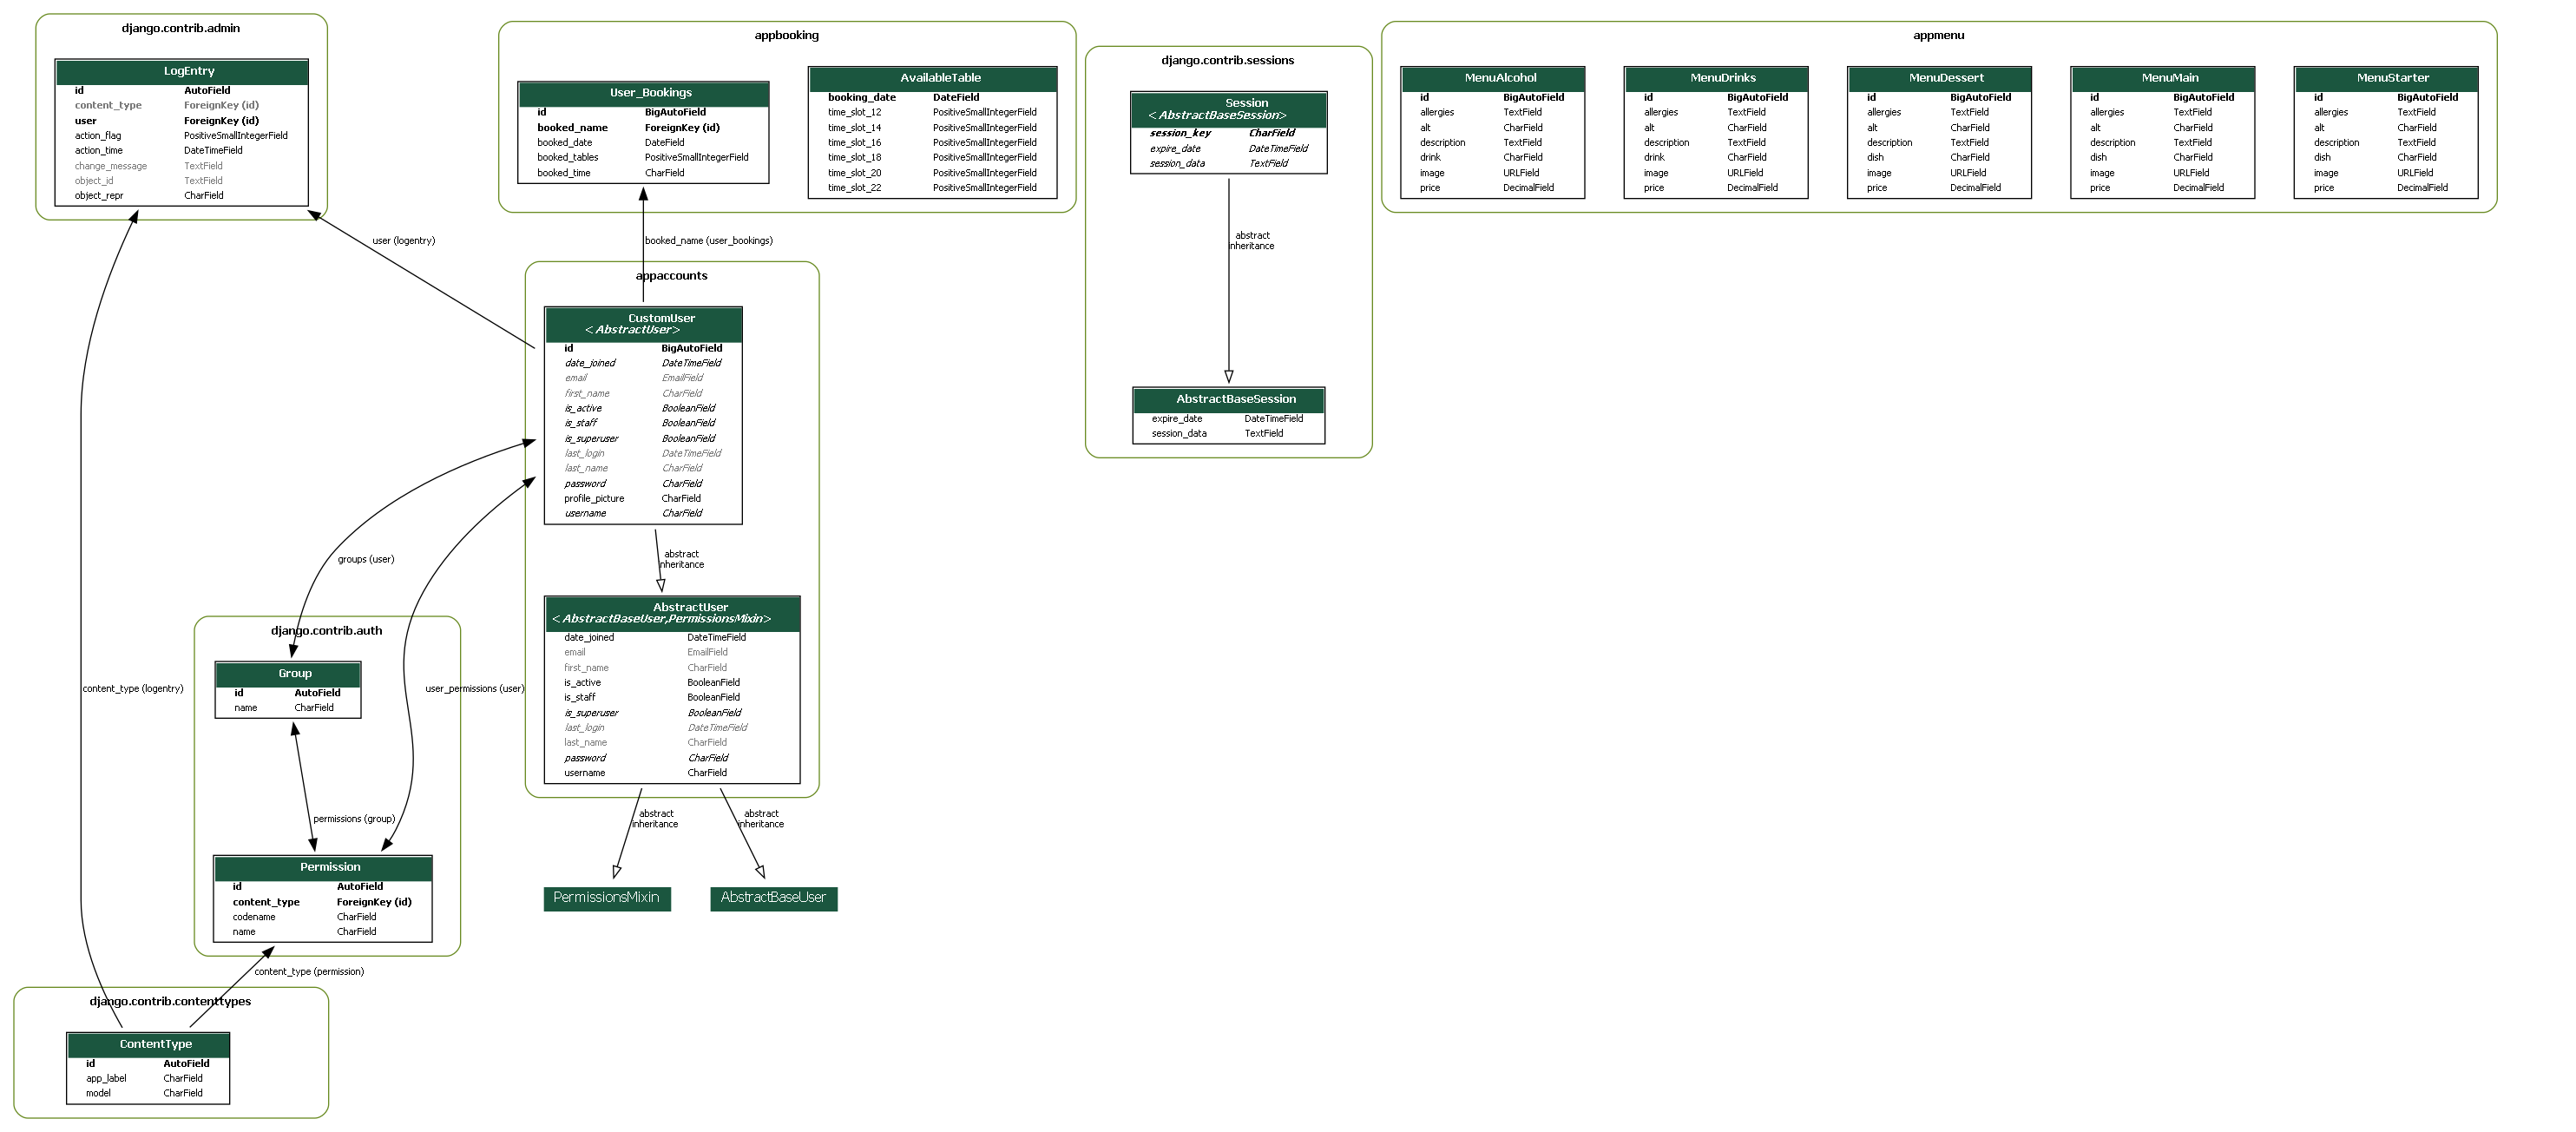 django.contrib.admin
LogEntry
id AutoField
content_type ForeignKey (id)
user ForeignKey (id)
action_flag PositiveSmallIntegerField
action_time DateTimeField
change_message TextField
object_id TextField
object_repr CharField
appbooking
User_Bookings
id BigAutoField
booked_name ForeignKey (id)
booked_date DateField
booked_tables PositiveSmallIntegerField
booked_time CharField
AvailableTable
booking_date DateField
time_slot_12 PositiveSmallIntegerField
time_slot_14 PositiveSmallIntegerField
time_slot_16 PositiveSmallIntegerField
time_slot_18 PositiveSmallIntegerField
time_slot_20 PositiveSmallIntegerField
time_slot_22 PositiveSmallIntegerField
django.contrib.sessions
Session
<AbstractBaseSession>
session_key CharField
expire_date DateTimeField
session_data TextField
abstract
inheritance
AbstractBaseSession
expire_date DateTimeField
session_data TextField
appmenu
MenuAlcohol
id BigAutoField
allergies TextField
alt CharField
description TextField
drink CharField
image URLField
price DecimalField
MenuDrinks
id BigAutoField
allergies TextField
alt CharField
description TextField
drink CharField
image URLField
price DecimalField
MenuDessert
id BigAutoField
allergies TextField
alt CharField
description TextField
dish CharField
image URLField
price DecimalField
MenuMain
id BigAutoField
allergies TextField
alt CharField
description TextField
dish CharField
image URLField
price DecimalField
MenuStarter
id BigAutoField
allergies TextField
alt CharField
description TextField
dish CharField
image URLField
price DecimalField
user (logentry)
booked_name (user_bookings)
appaccounts
CustomUser
<AbstractUser>
id BigAutoField
date_joined DateTimeField
email EmailField
first_name CharField
is_active BooleanField
is_staff BooleanField
is_superuser BooleanField
last_login DateTimeField
last_name CharField
password CharField
profile_picture CharField
username CharField
abstract
inheritance
AbstractUser
<AbstractBaseUser,PermissionsMixin>
date_joined DateTimeField
email EmailField
first_name CharField
is_active BooleanField
is_staff BooleanField
is_superuser BooleanField
last_login DateTimeField
last_name CharField
password CharField
username CharField
abstract
inheritance
abstract
inheritance
PermissionsMixin
AbstractBaseUser
groups (user)
django.contrib.auth
Group
id AutoField
name CharField
content_type (logentry)
user_permissions (user)
permissions (group)
Permission
id AutoField
content_type ForeignKey (id)
codename CharField
name CharField
content_type (permission)
django.contrib.contenttypes
ContentType
id AutoField
app_label CharField
model CharField